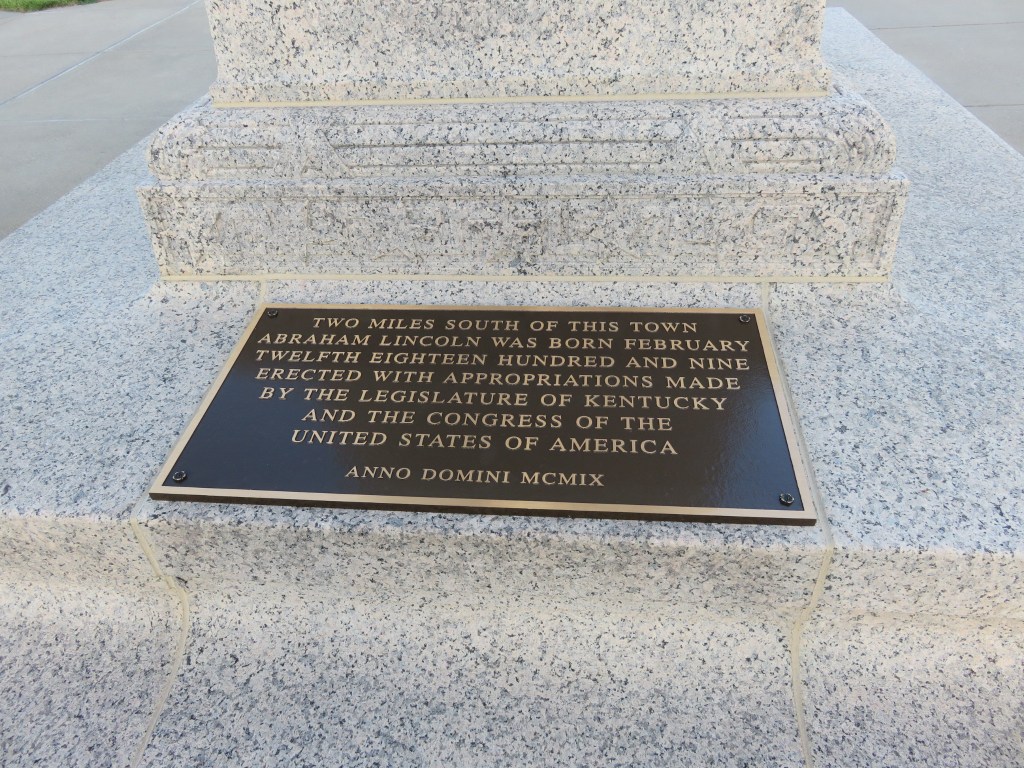 TWO MILES SOUTH OF THIS TOWN
ABRAHAM LINCOLN WAS BORN FEBRUARY
TWELFTH EIGHTEEN HUNDRED AND NINE
ERECTED WITH APPROPRIATIONS MADE
BY THE LEGISLATURE OF KENTUCKY
AND THE CONGRESS OF THE
UNITED STATES OF AMERICA
ANNO DOMINI MCMIX